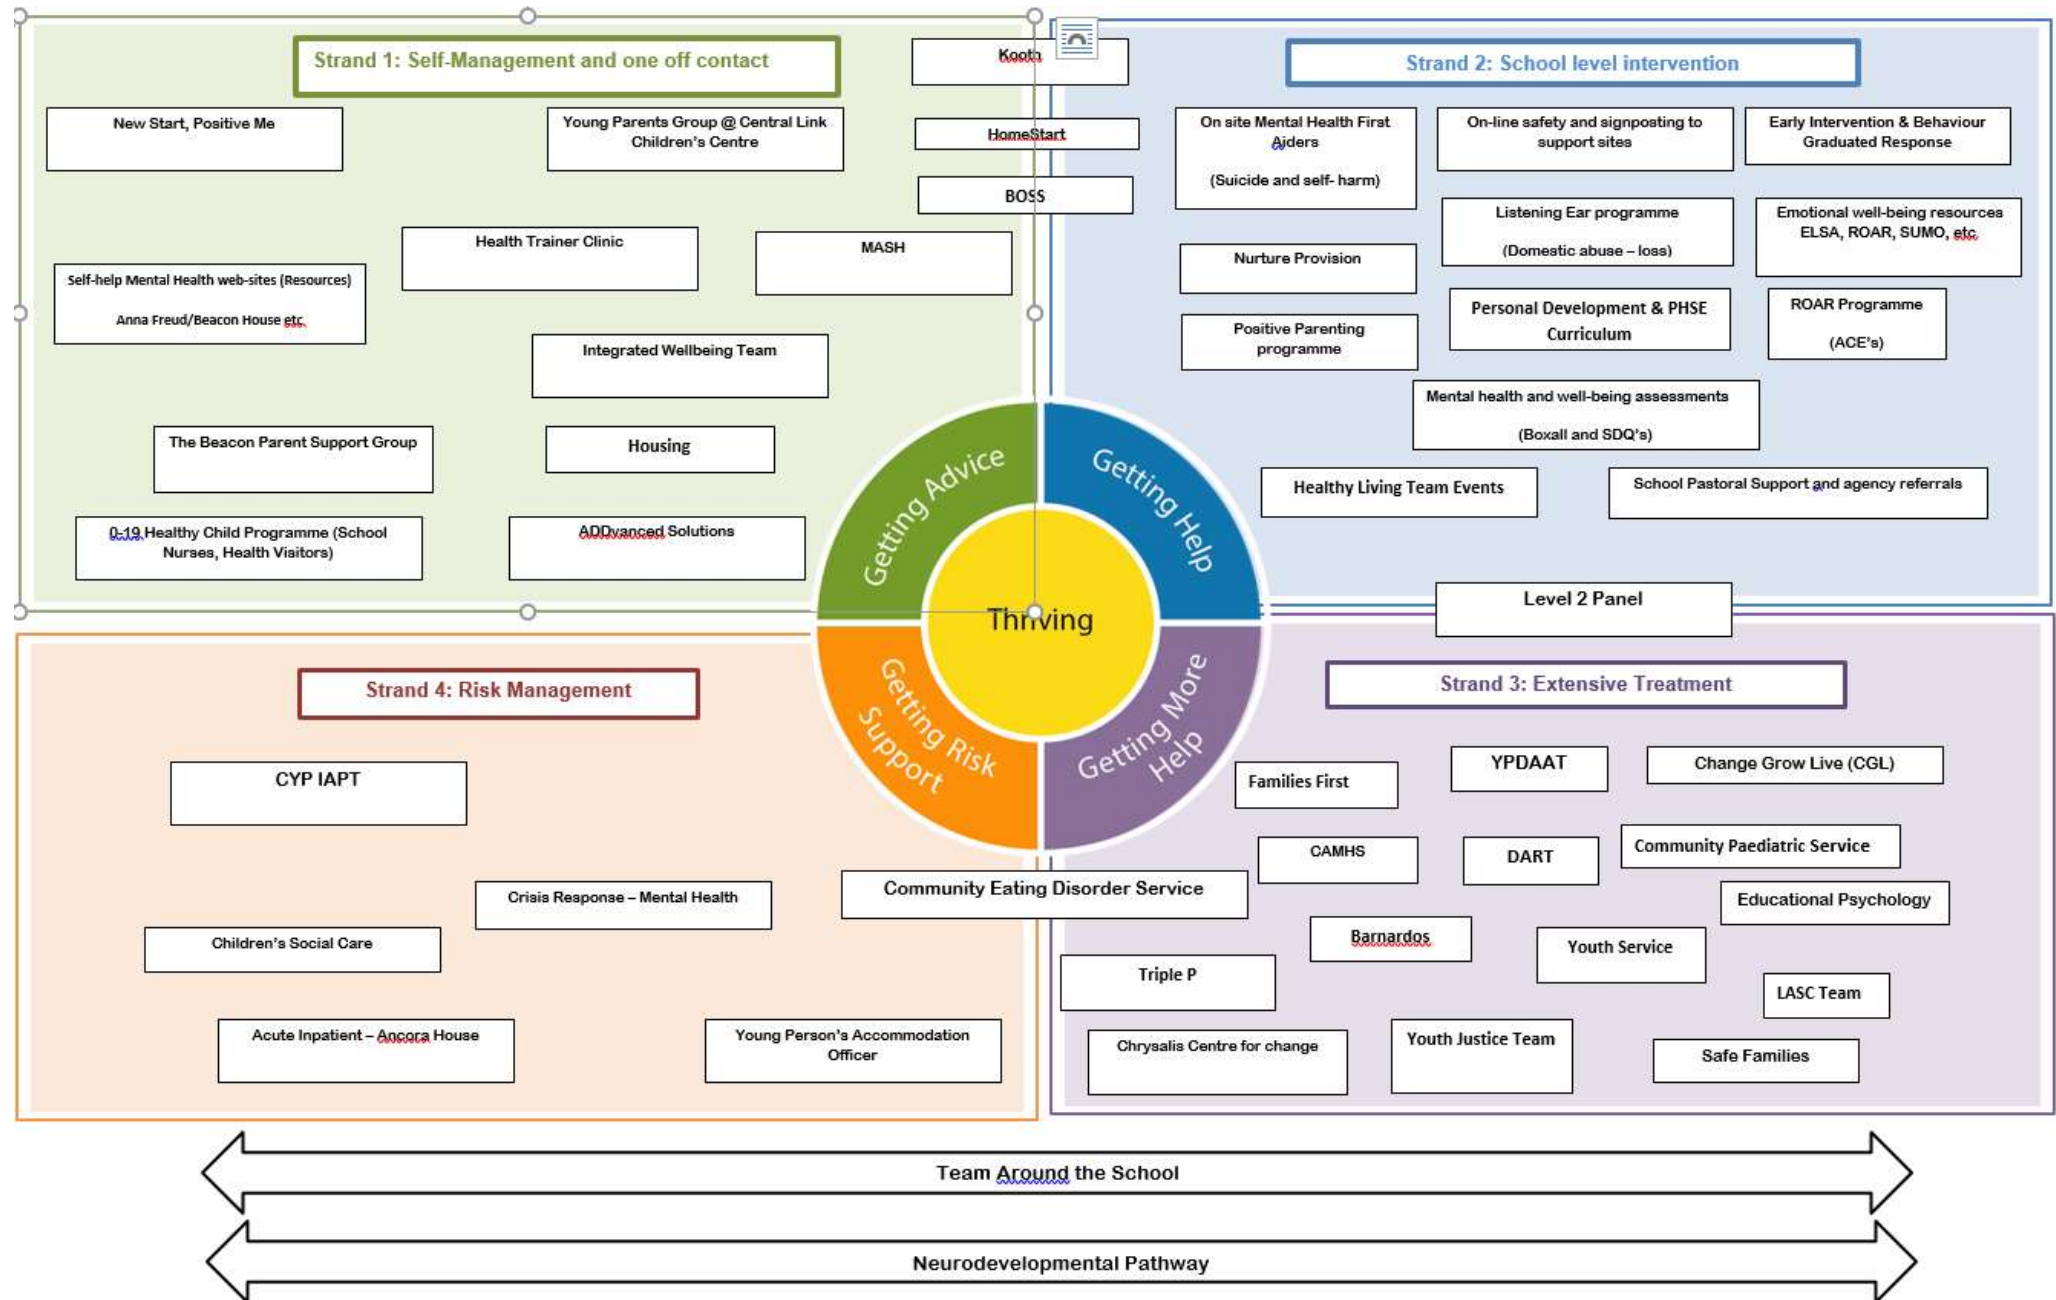 Strand 1: Self-Management and one off contact
New Start, Positive Me
Young Parents Group @ Central Link
Children's Centre
Health Trainer Clinic
MASH
Self-help Mental Health web-sites (Resources)
Anna Freud/Beacon House etc
Integrated Wellbeing Team
The Beacon Parent Support Group
Housing
0-19 Healthy Child Programme (School
Nurses, Health Visitors)
ADDvanced Solutions
Kooth
HomeStart
BOSS
Strand 2: School level intervention
On site Mental Health First
Aiders
(Suicide and self- harm)
On-line safety and signposting to
support sites
Early Intervention & Behaviour
Graduated Response
Listening Ear programme
(Domestic abuse – loss)
Emotional well-being resources
ELSA, ROAR, SUMO, etc
Nurture Provision
Personal Development & PHSE
Curriculum
ROAR Programme
(ACE's)
Positive Parenting
programme
Mental health and well-being assessments
(Boxall and SDQ's)
Healthy Living Team Events
School Pastoral Support and agency referrals
Level 2 Panel
Getting Advice
Getting Help
Thriving
Getting Risk
Support
Getting More
Help
Strand 4: Risk Management
CYP IAPT
Crisis Response – Mental Health
Children's Social Care
Acute Inpatient – Ancora House
Young Person's Accommodation
Officer
Community Eating Disorder Service
Strand 3: Extensive Treatment
Families First
YPDAAT
Change Grow Live (CGL)
CAMHS
DART
Community Paediatric Service
Educational Psychology
Barnardos
Youth Service
Triple P
LASC Team
Chrysalis Centre for change
Youth Justice Team
Safe Families
Team Around the School
Neurodevelopmental Pathway